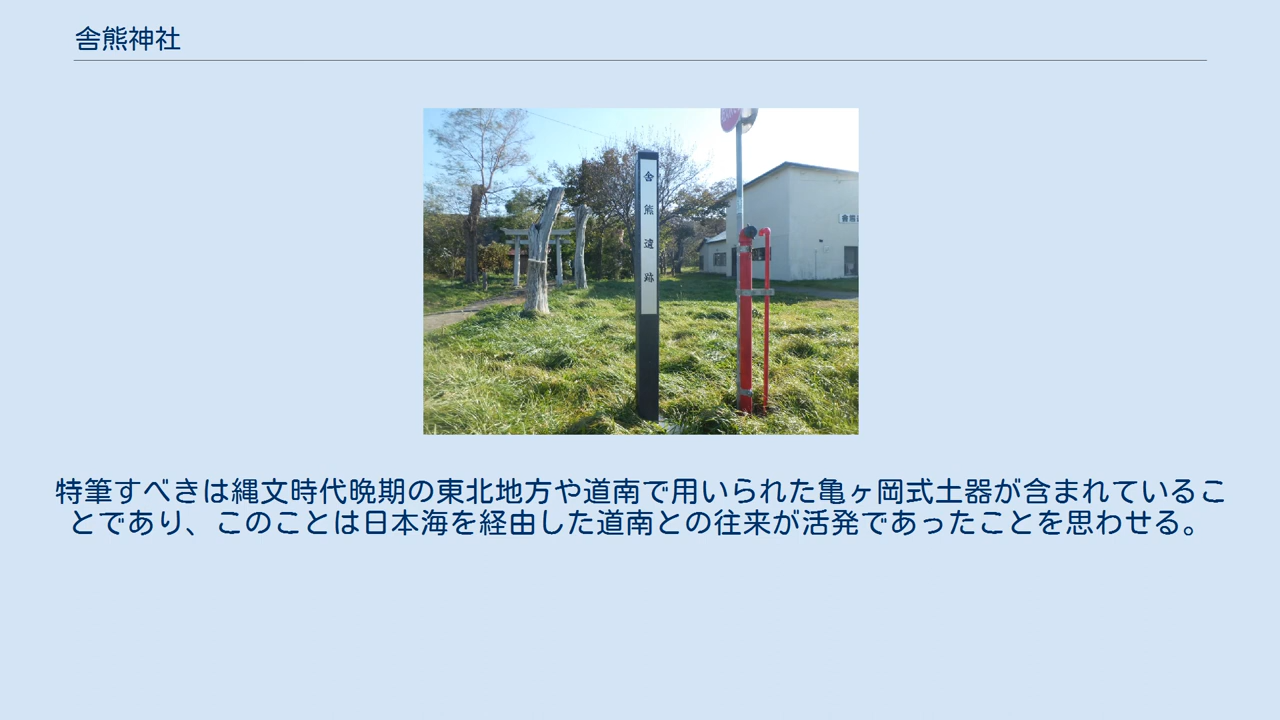 舎熊神社
舎熊遺跡
舎熊
特筆すべきは縄文時代晩期の東北地方や道南で用いられた亀ヶ岡式土器が含まれているこ
とであり、このことは日本海を経由した道南との往来が活発であったことを思わせる。